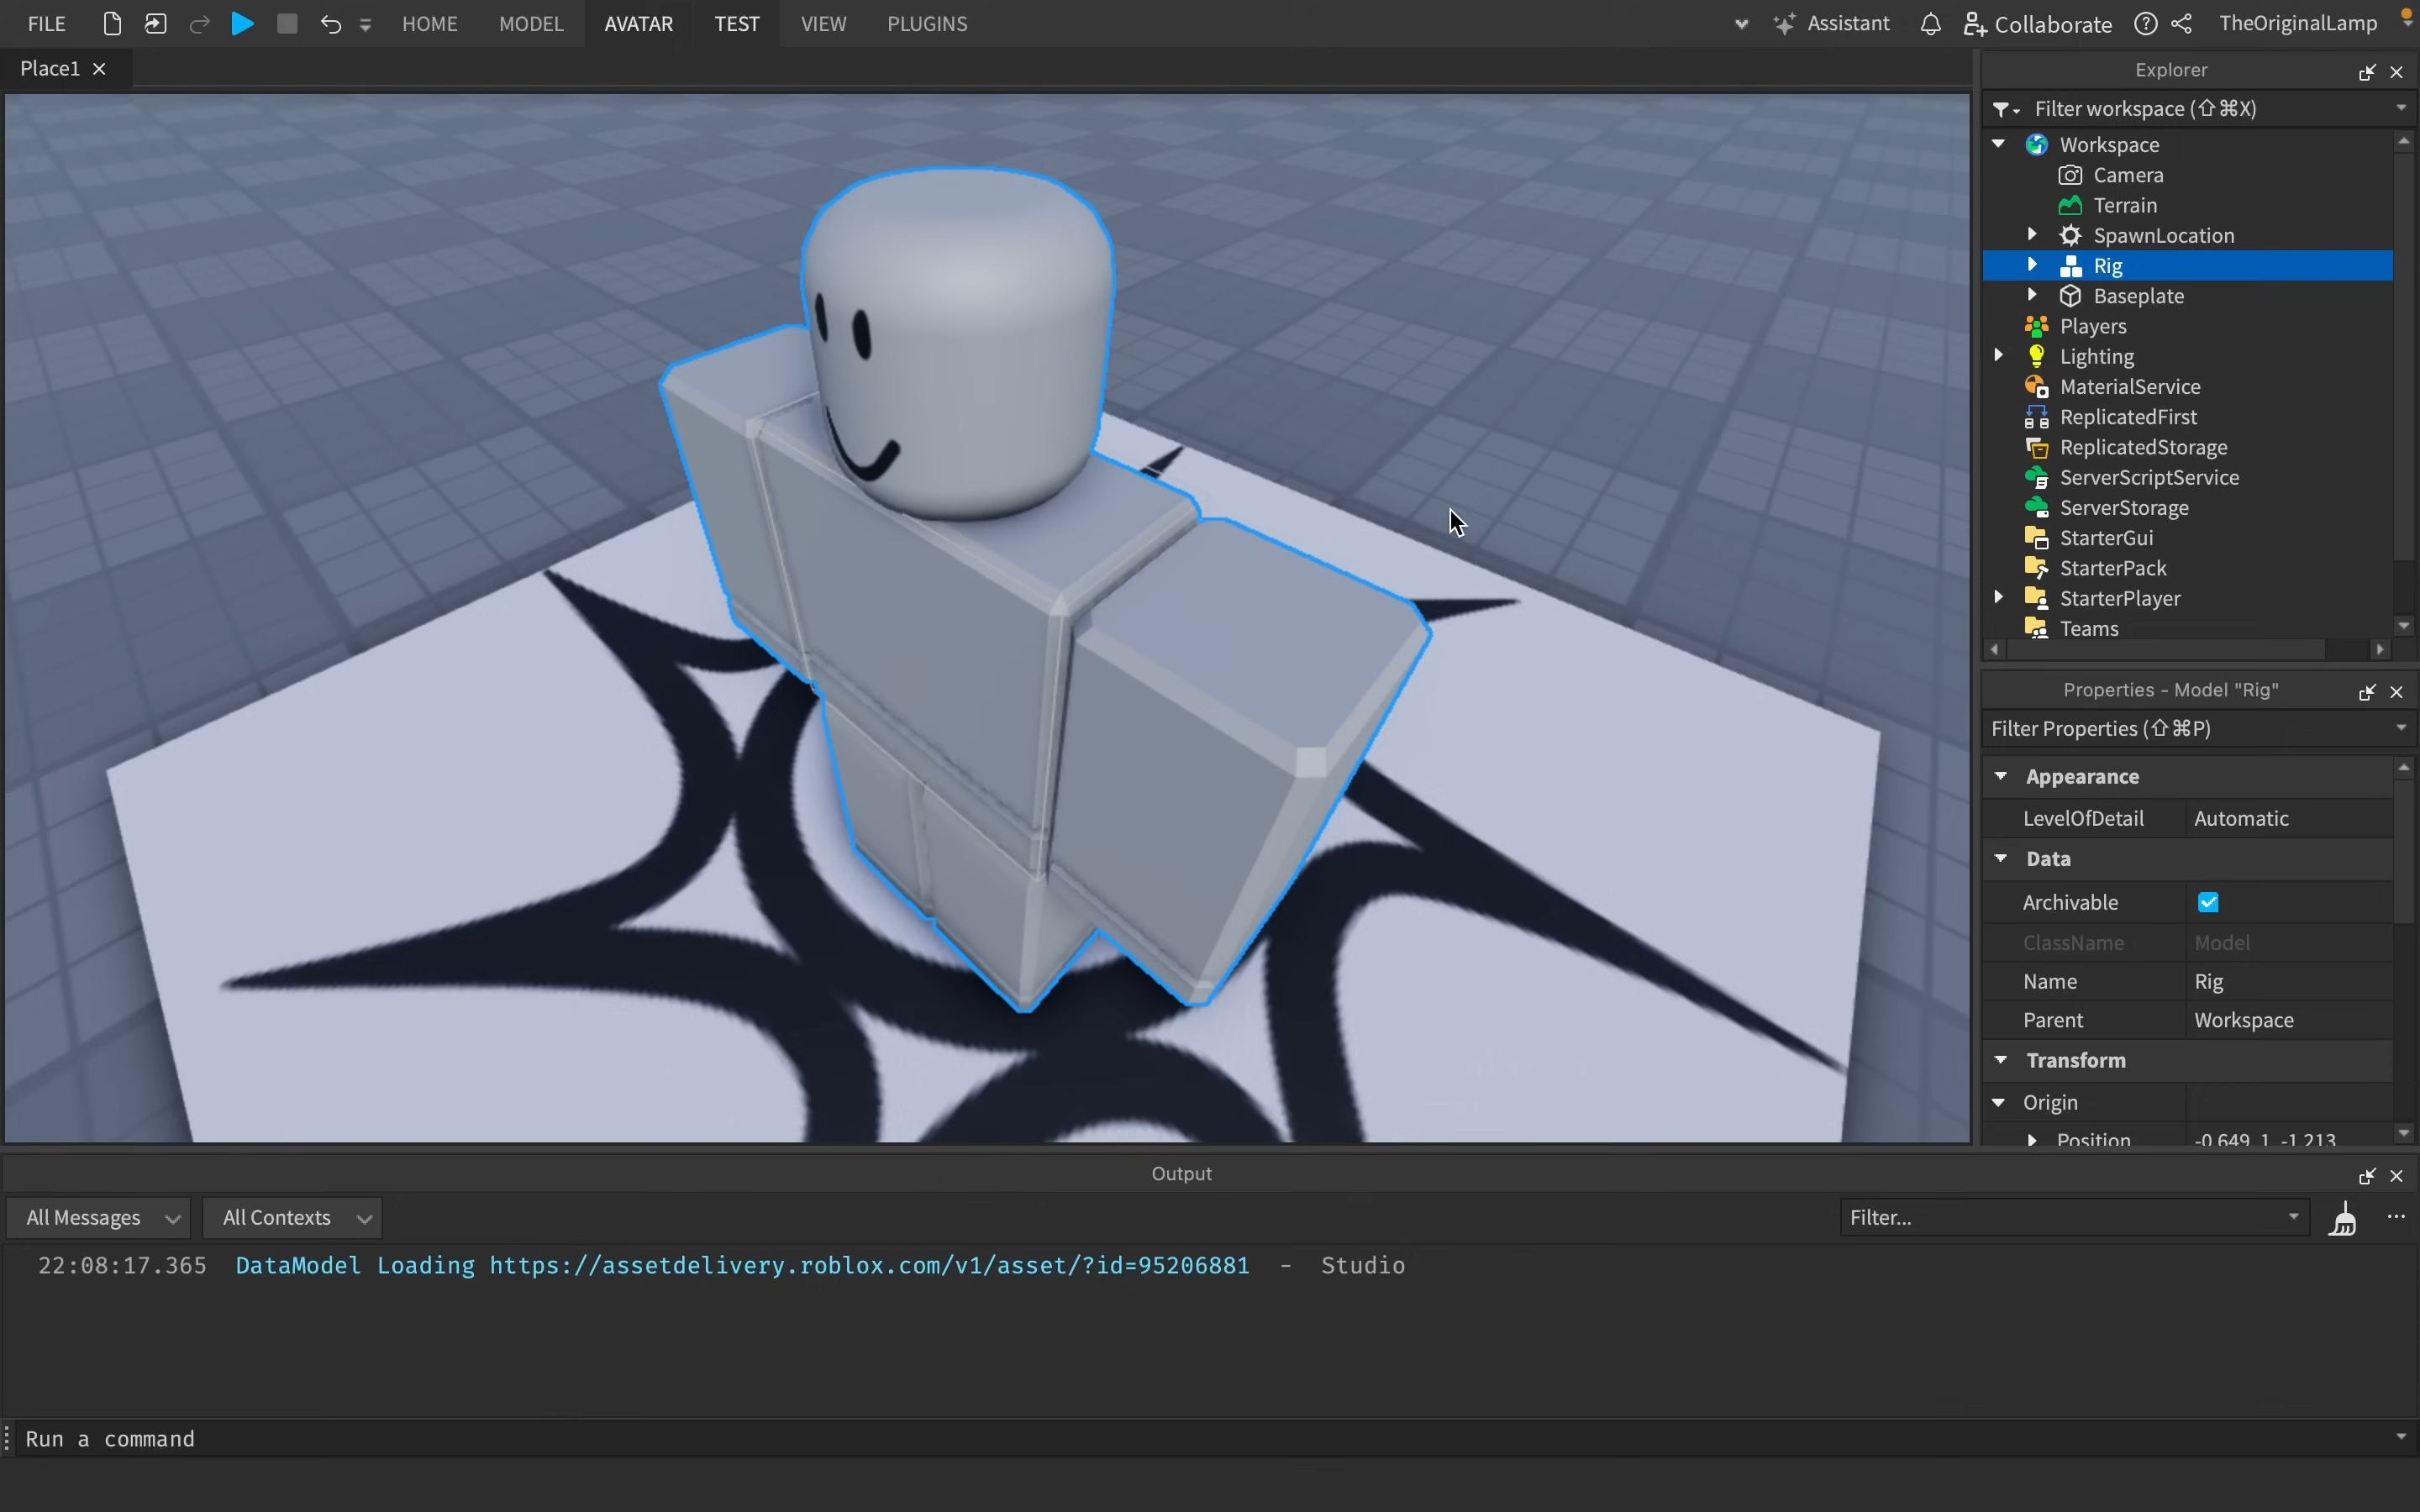 FILE HOME MODEL AVATAR TEST VIEW PLUGINS Assistant Collaborate TheOriginalLamp
Place1
Explorer
Filter workspace (⇧⌘X)
Workspace
Camera
Terrain
SpawnLocation
Rig
Baseplate
Players
Lighting
MaterialService
ReplicatedFirst
ReplicatedStorage
ServerScriptService
ServerStorage
StarterGui
StarterPack
StarterPlayer
Teams
Properties - Model "Rig"
Filter Properties (⇧⌘P)
Appearance
LevelOfDetail Automatic
Data
Archivable
ClassName Model
Name Rig
Parent Workspace
Transform
Origin
Position -0.649, 1, -1.213
Output
All Messages All Contexts Filter...
22:08:17.365 DataModel Loading https://assetdelivery.roblox.com/v1/asset/?id=95206881 - Studio
Run a command